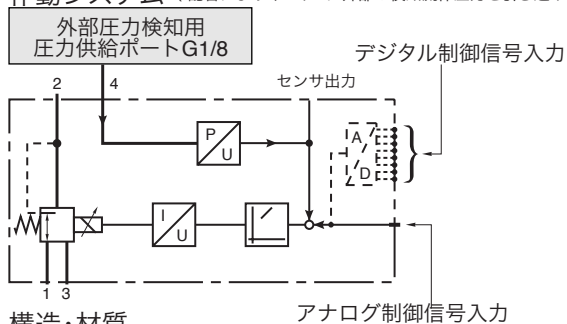 作動システム
外部圧力検知用
圧力供給ポートG1/8
デジタル制御信号入力
2
4
センサ出力
P
U
A
D
I
U
1 3
アナログ制御信号入力
構造・材質